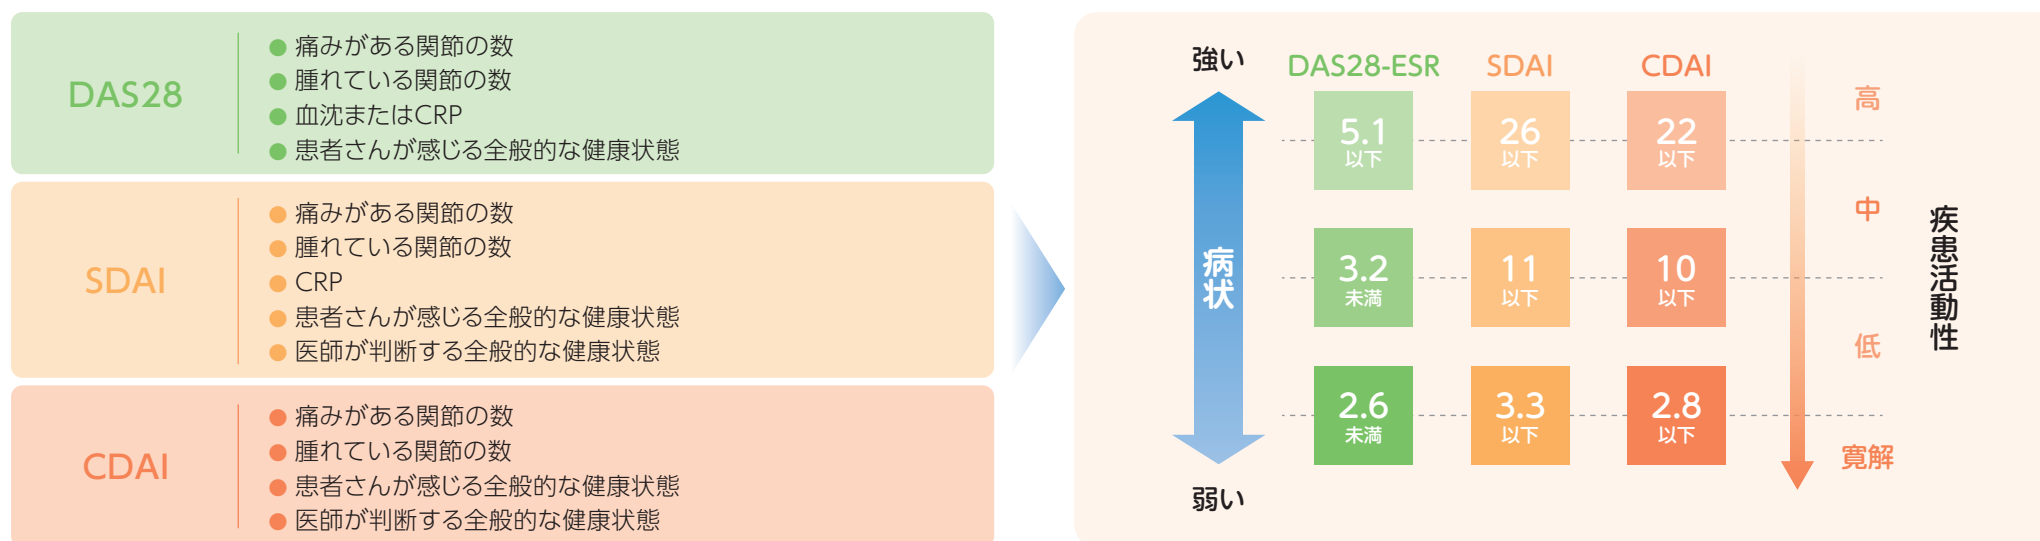 DAS28
● 痛みがある関節の数
● 腫れている関節の数
● 血沈またはCRP
● 患者さんが感じる全般的な健康状態
SDAI
● 痛みがある関節の数
● 腫れている関節の数
● CRP
● 患者さんが感じる全般的な健康状態
● 医師が判断する全般的な健康状態
CDAI
● 痛みがある関節の数
● 腫れている関節の数
● 患者さんが感じる全般的な健康状態
● 医師が判断する全般的な健康状態
強い
病状
弱い
DAS28-ESR SDAI CDAI
5.1 26 22
以下 以下 以下
3.2 11 10
未満 以下 以下
2.6 3.3 2.8
未満 以下 以下
高
中
低
寛解
疾患活動性